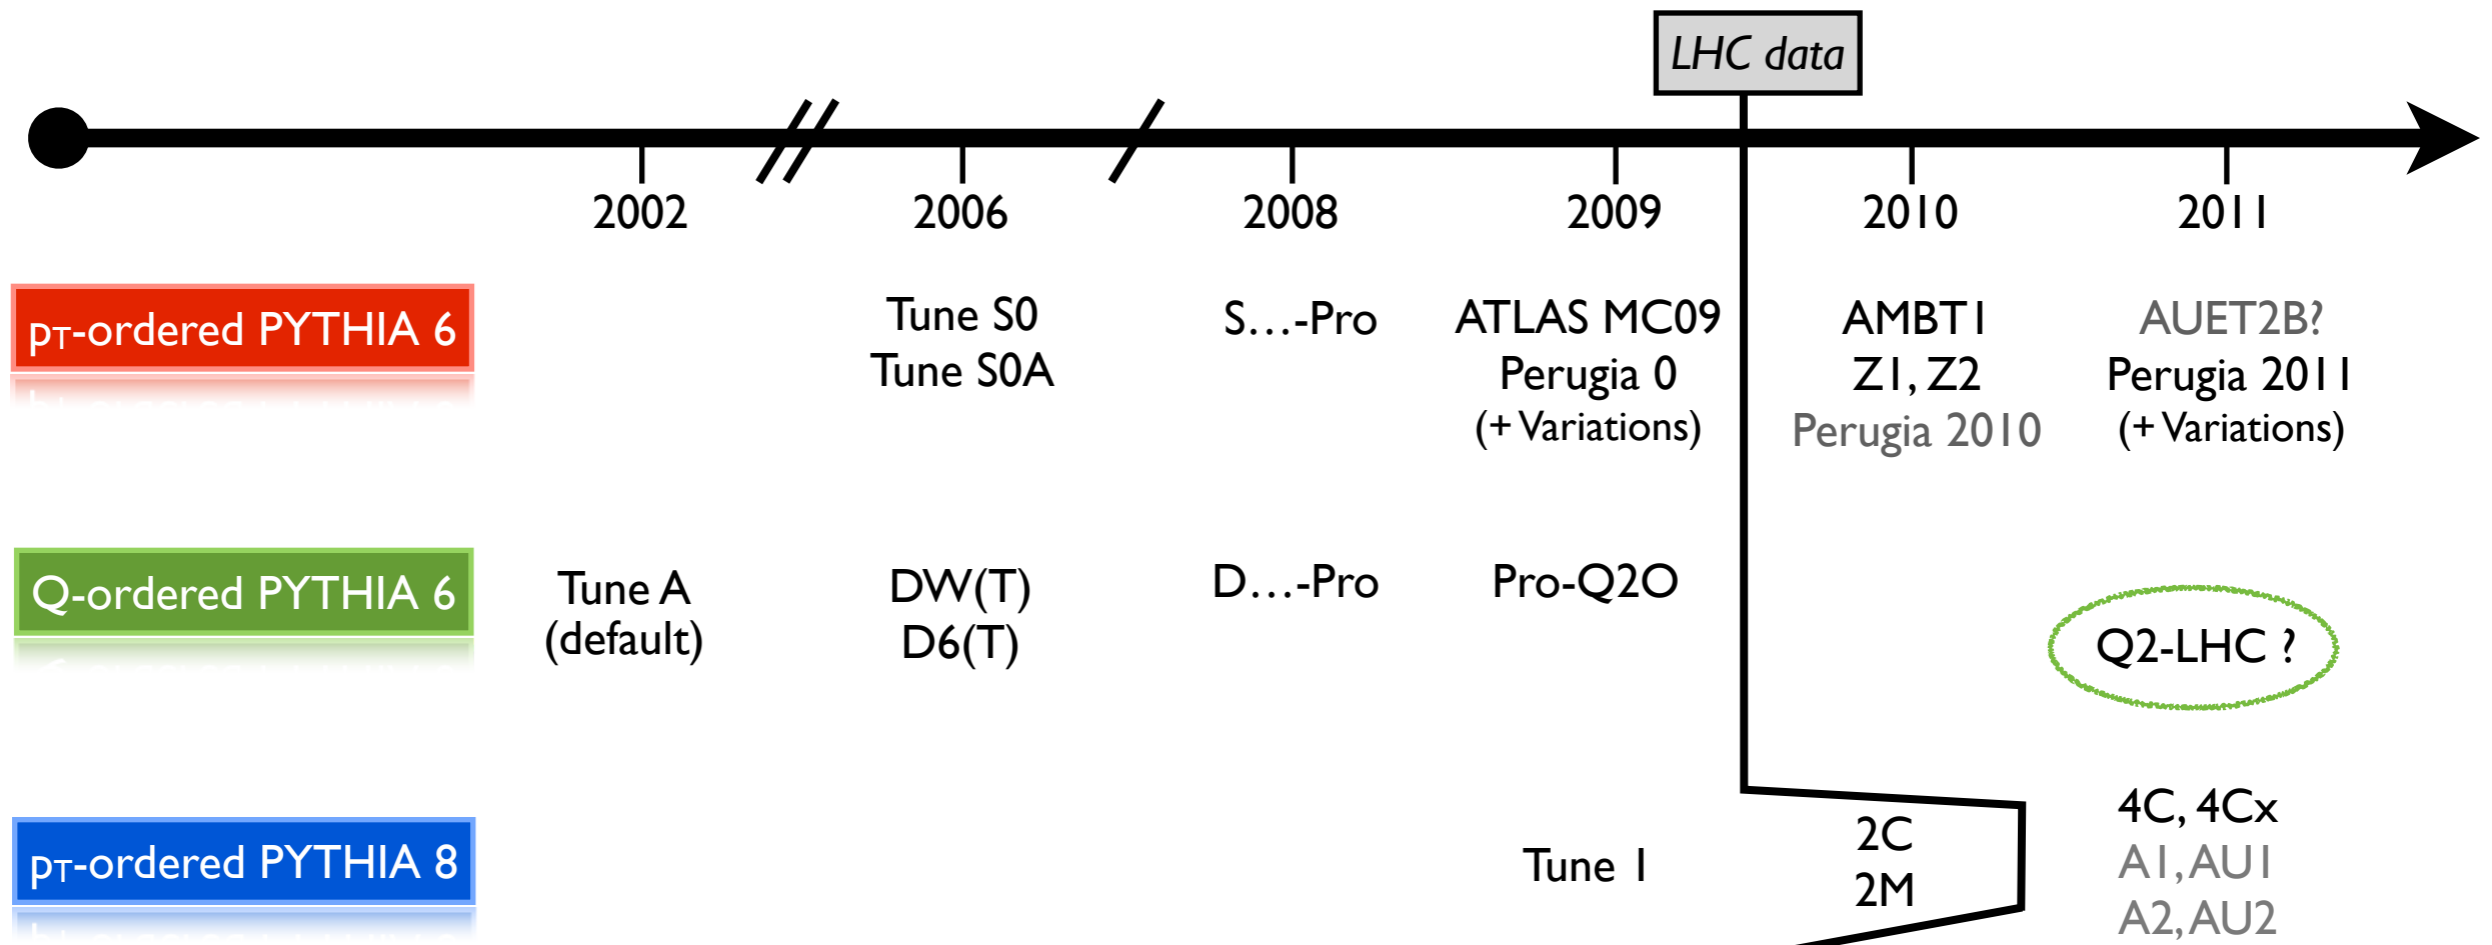 LHC data
2002 2006 2008 2009 2010 2011
pT-ordered PYTHIA 6
Tune S0
Tune S0A
S...-Pro
ATLAS MC09
Perugia 0
(+ Variations)
AMBT1
Z1, Z2
Perugia 2010
AUET2B?
Perugia 2011
(+ Variations)
Q-ordered PYTHIA 6
Tune A
(default)
DW(T)
D6(T)
D...-Pro
Pro-Q2O
Q2-LHC ?
pT-ordered PYTHIA 8
Tune 1
2C
2M
4C, 4Cx
A1, AU1
A2, AU2